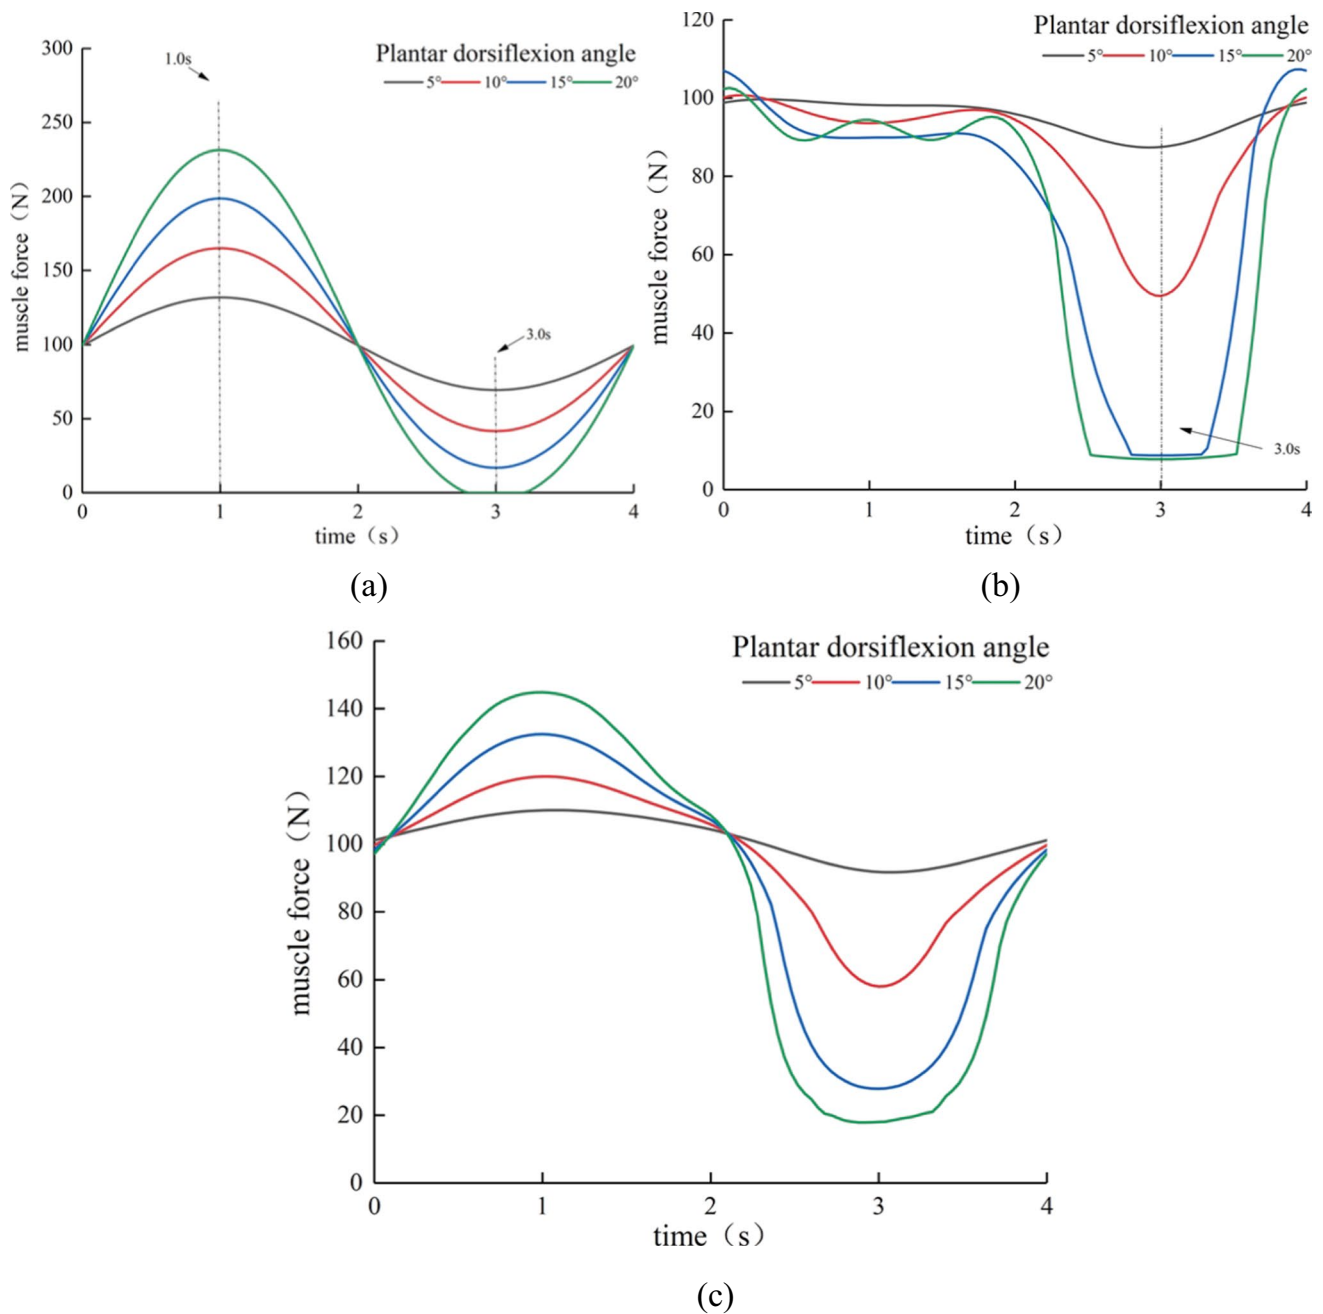 Plantar dorsiflexion angle
5° 10° 15° 20°
1.0s
3.0s
300
250
200
150
100
50
0
muscle force（N）
0 1 2 3 4
time（s）
(a)
Plantar dorsiflexion angle
5° 10° 15° 20°
3.0s
120
100
80
60
40
20
0
muscle force（N）
0 1 2 3 4
time（s）
(b)
Plantar dorsiflexion angle
5° 10° 15° 20°
160
140
120
100
80
60
40
20
0
muscle force（N）
0 1 2 3 4
time（s）
(c)